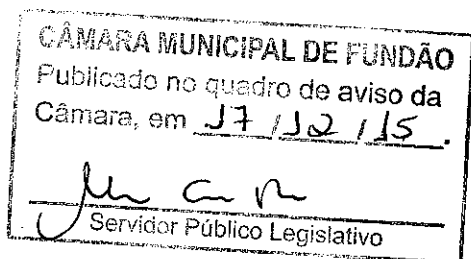 CÂMARA MUNICIPAL DE FUNDÃO
Publicado no quadro de aviso da
Câmara, em 17 / 12 / 15.
Servidor Público Legislativo